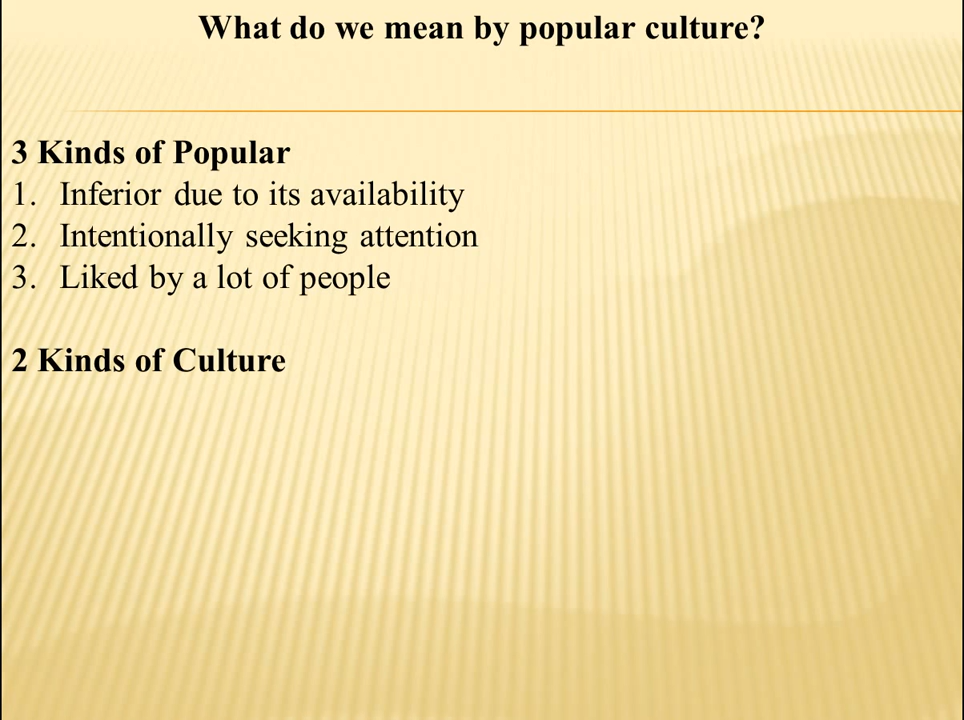 What do we mean by popular culture?
3 Kinds of Popular
1. Inferior due to its availability
2. Intentionally seeking attention
3. Liked by a lot of people
2 Kinds of Culture